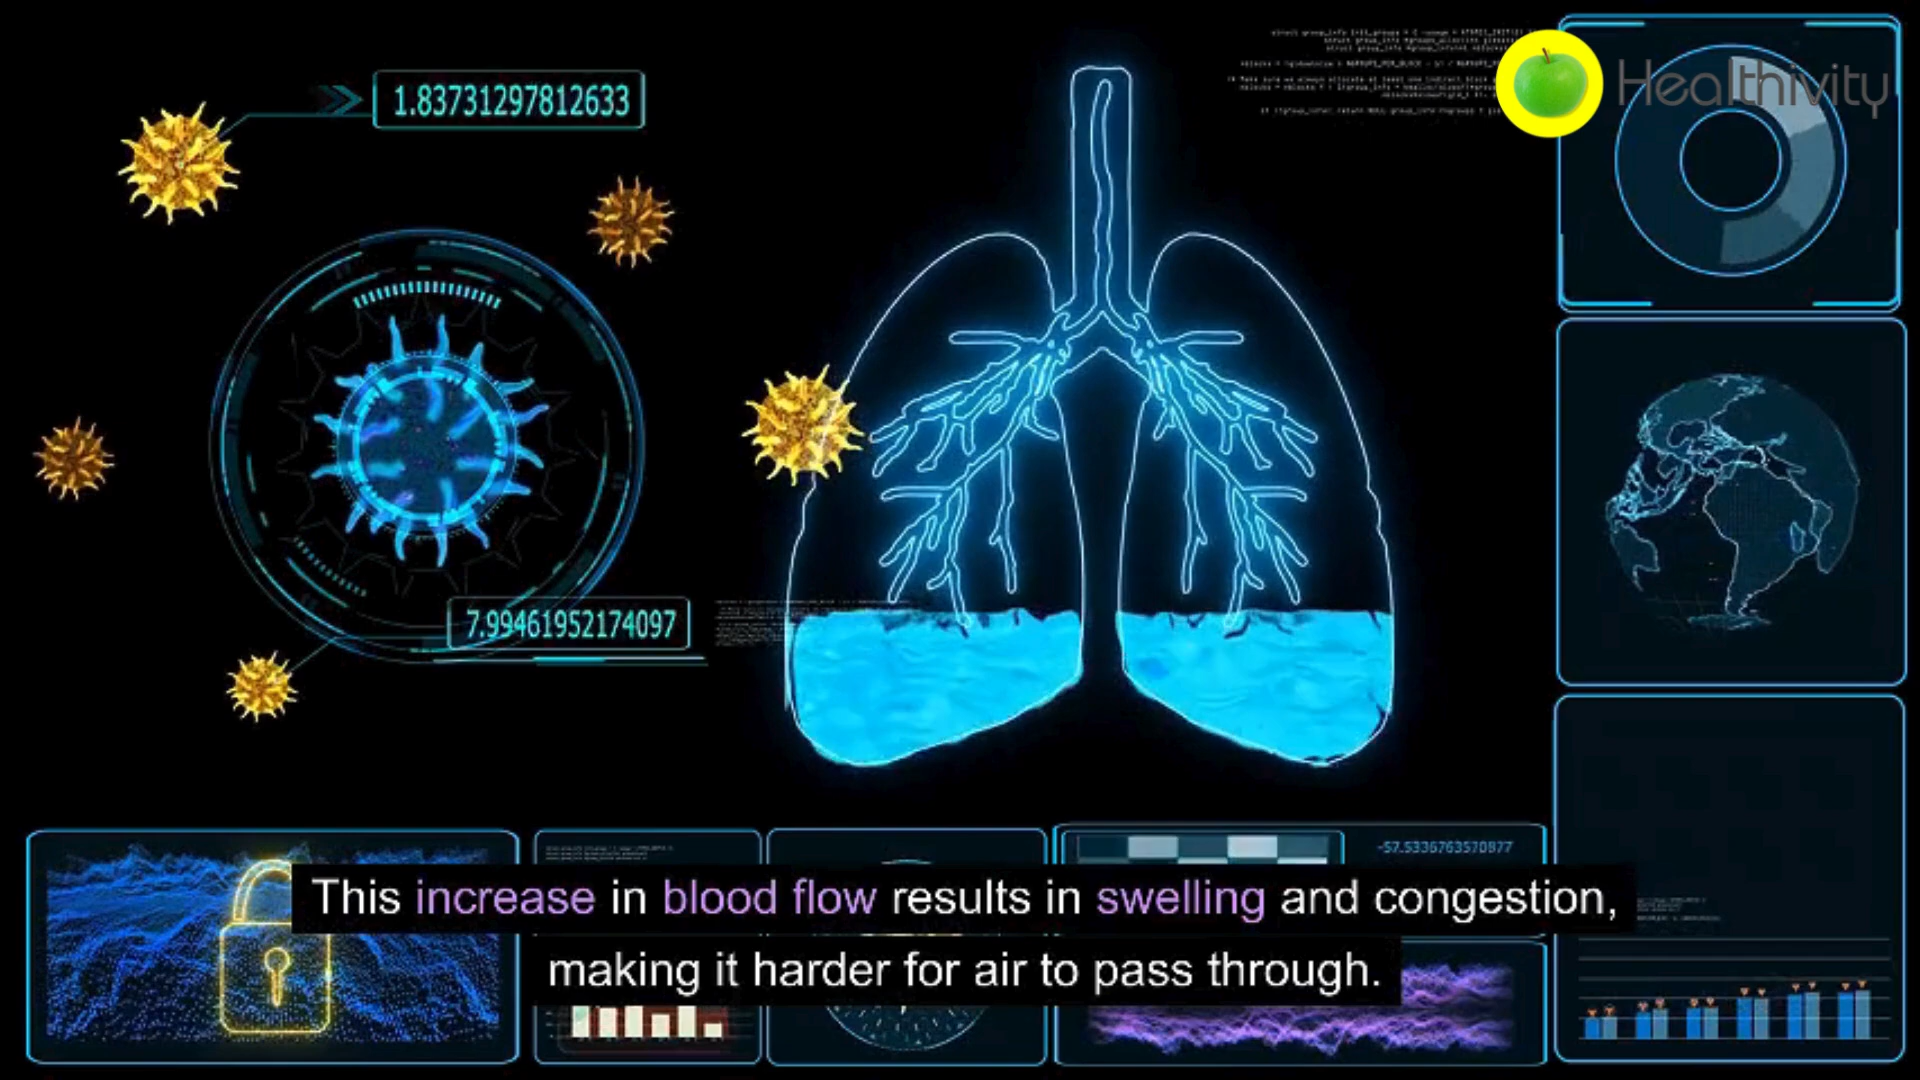 Healthivity
1.83731297812633
7.99461952174097
-57.5336763570877
This increase in blood flow results in swelling and congestion,
making it harder for air to pass through.